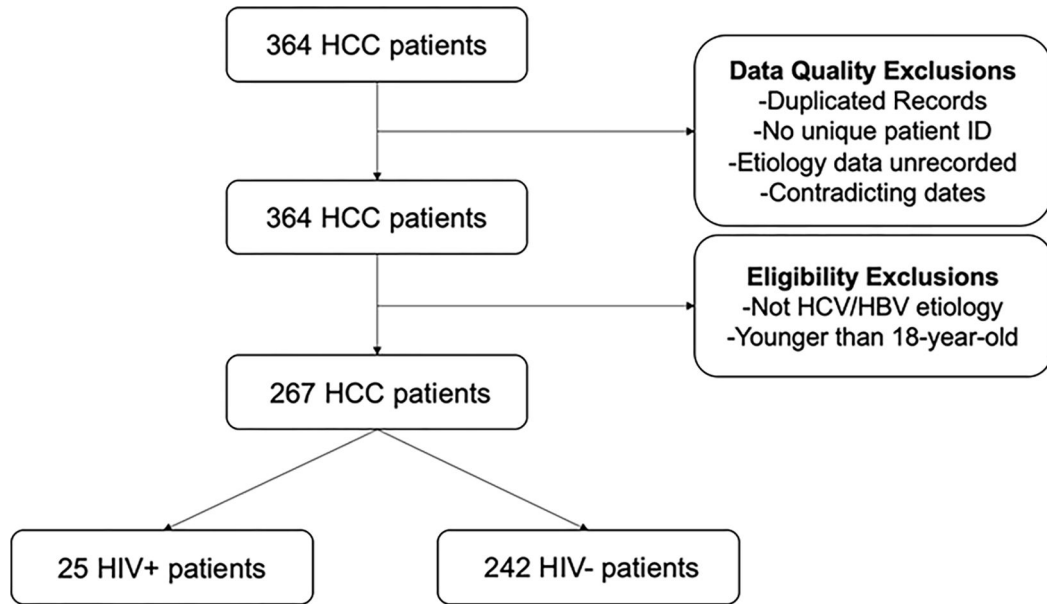 364 HCC patients
Data Quality Exclusions
-Duplicated Records
-No unique patient ID
-Etiology data unrecorded
-Contradicting dates
364 HCC patients
Eligibility Exclusions
-Not HCV/HBV etiology
-Younger than 18-year-old
267 HCC patients
25 HIV+ patients
242 HIV- patients